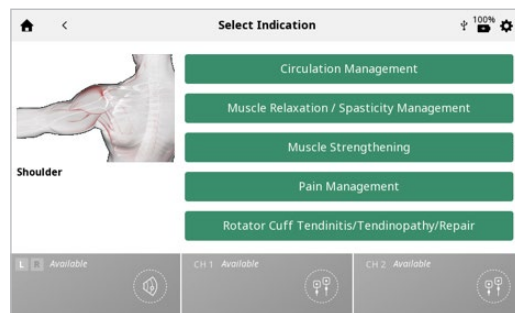 Select Indication
100%
Circulation Management
Muscle Relaxation / Spasticity Management
Muscle Strengthening
Shoulder
Pain Management
Rotator Cuff Tendinitis/Tendinopathy/Repair
L R Available
CH 1 Available
CH 2 Available